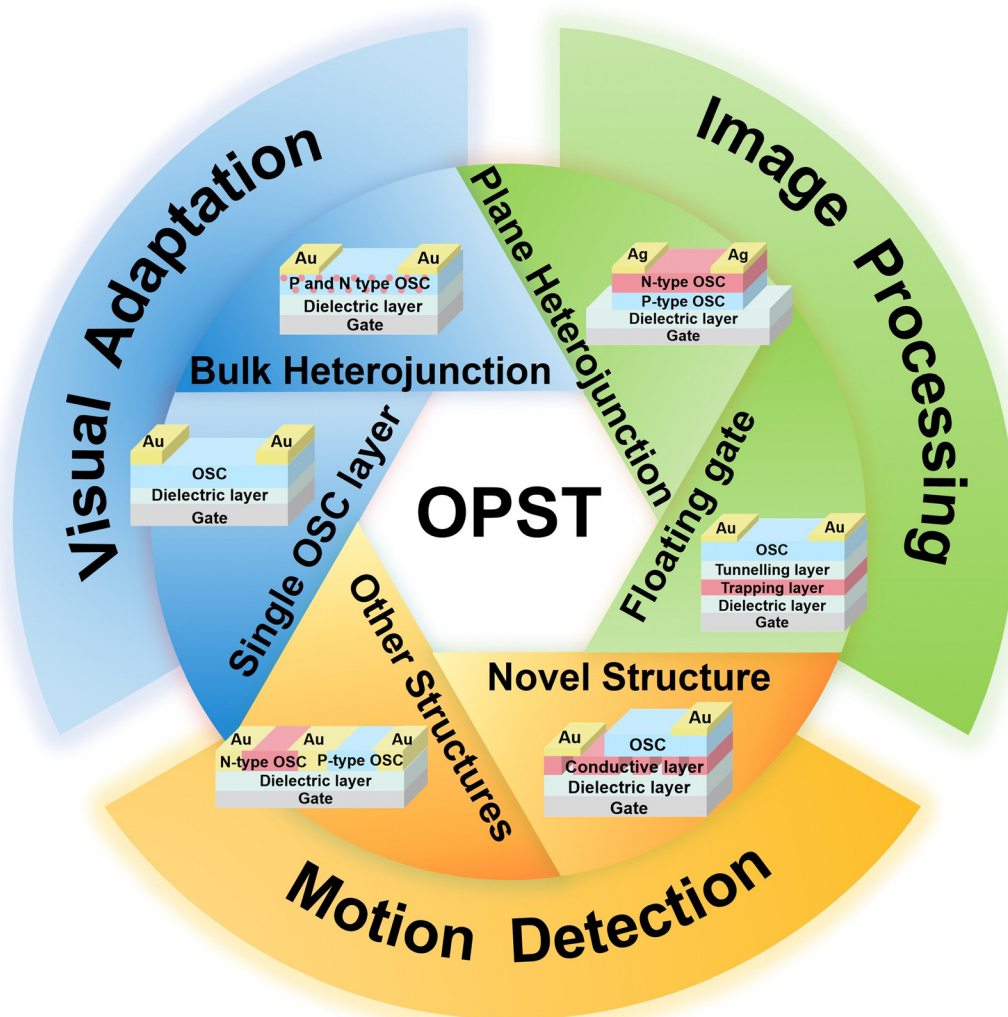 Visual Adaptation
Image Processing
Motion Detection
OPST
Bulk Heterojunction
Au Au
P and N type OSC
Dielectric layer
Gate
Plane Heterojunction
Ag Ag
N-type OSC
P-type OSC
Dielectric layer
Gate
Single OSC layer
Au Au
OSC
Dielectric layer
Gate
Floating gate
Au Au
OSC
Tunnelling layer
Trapping layer
Dielectric layer
Gate
Other Structures
Au Au Au
N-type OSC P-type OSC
Dielectric layer
Gate
Novel Structure
Au Au
OSC
Conductive layer
Dielectric layer
Gate